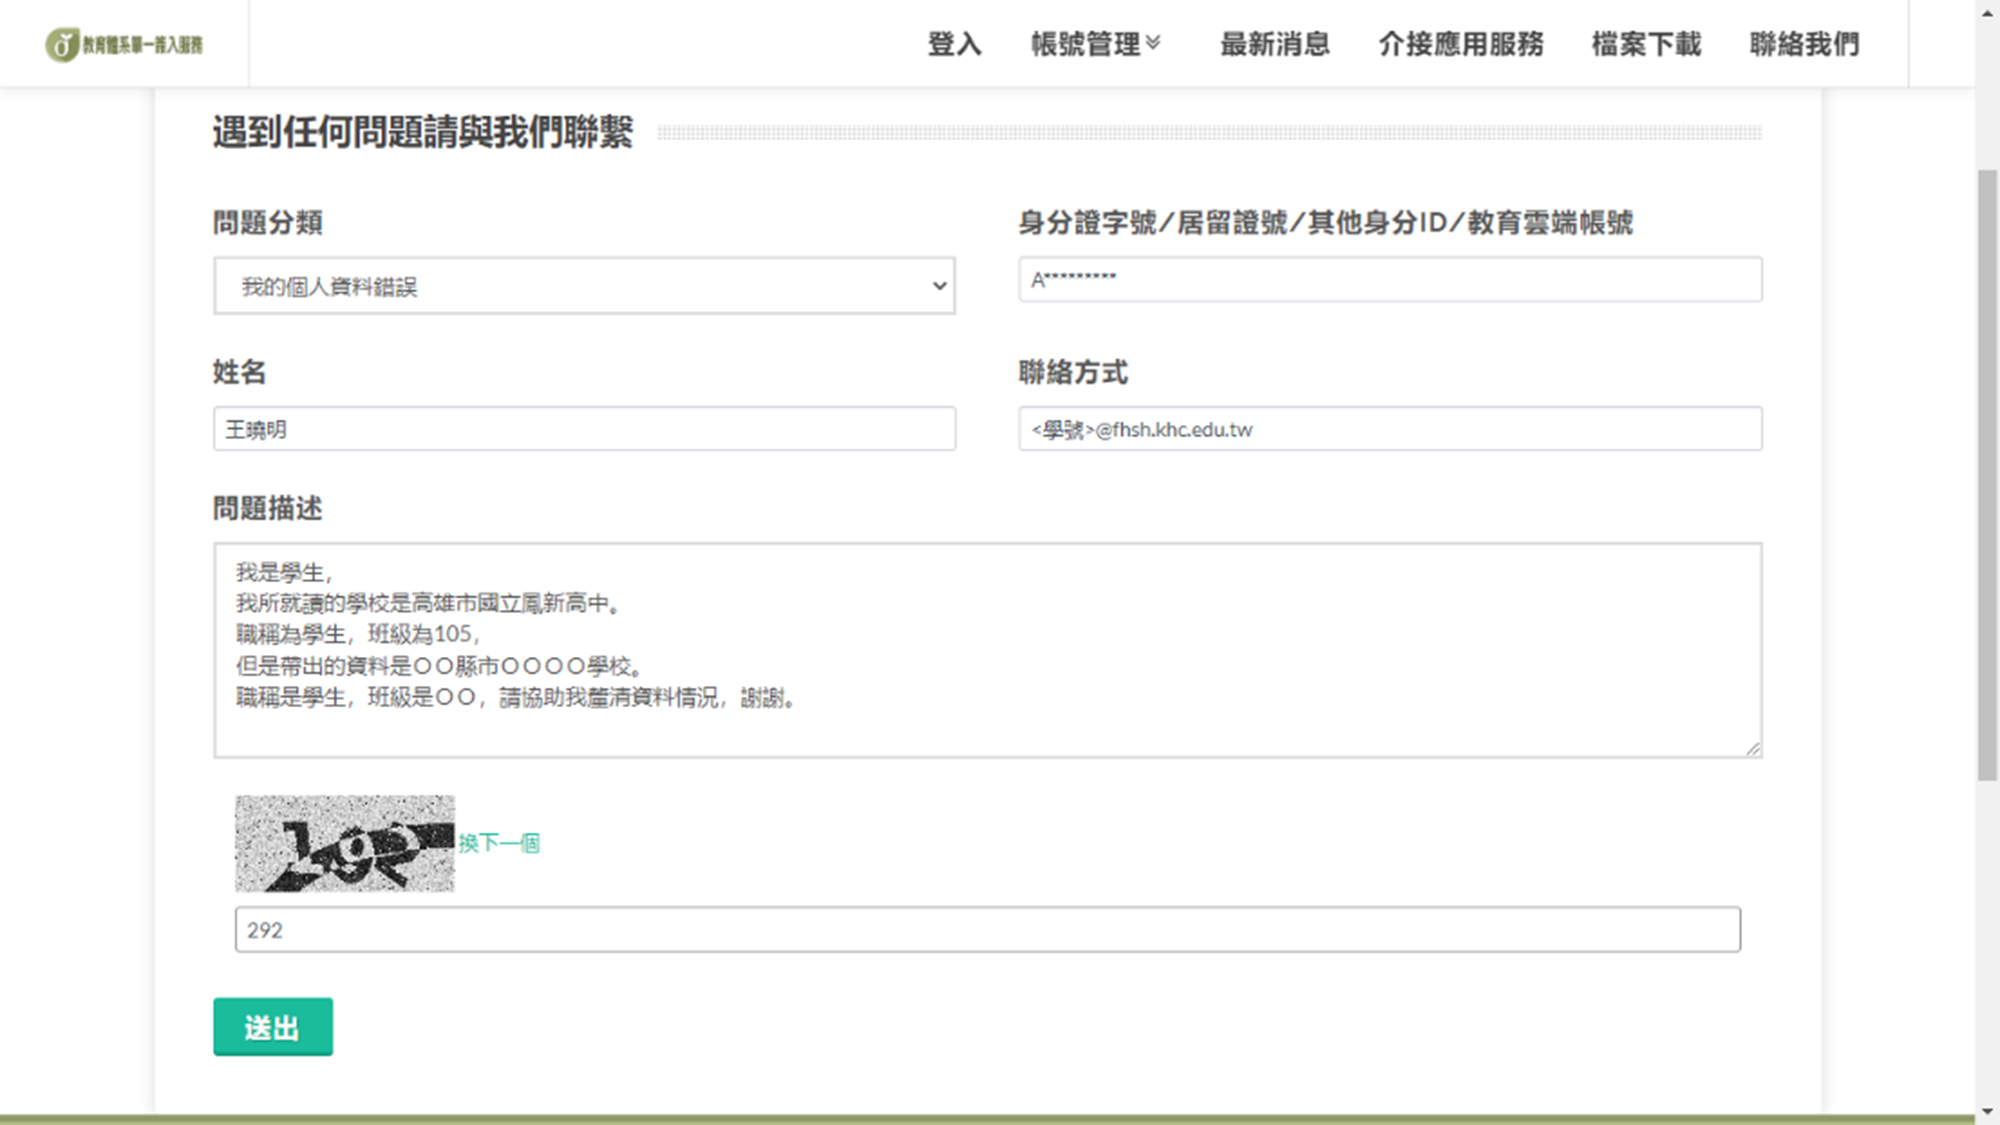 教育體系單一簽入服務
登入 帳號管理 最新消息 介接應用服務 檔案下載 聯絡我們
遇到任何問題請與我們聯繫
問題分類
我的個人資料錯誤
身分證字號/居留證號/其他身分ID/教育雲端帳號
A*********
姓名
王曉明
聯絡方式
<學號>@fhsh.khc.edu.tw
問題描述
我是學生，
我所就讀的學校是高雄市國立鳳新高中。
職稱為學生，班級為105，
但是帶出的資料是〇〇縣市〇〇〇〇學校。
職稱是學生，班級是〇〇，請協助我釐清資料情況，謝謝。
換下一個
292
送出